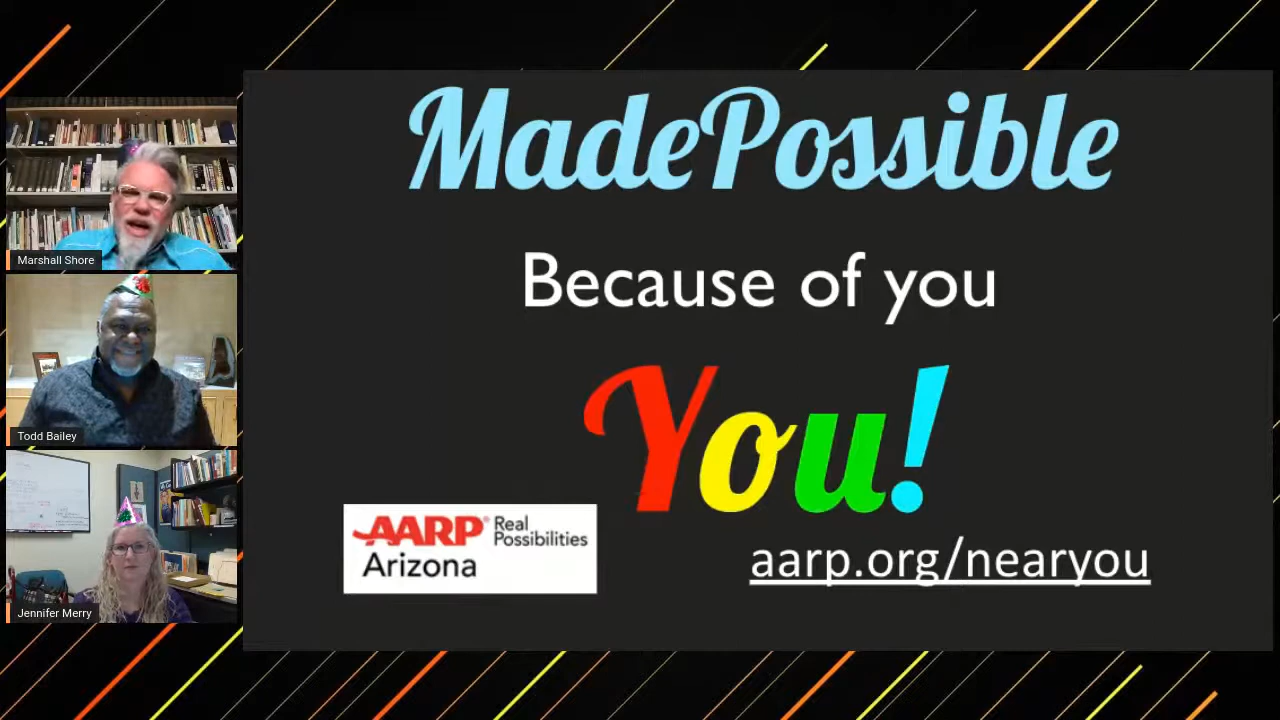 Marshall Shore
Todd Bailey
Jennifer Merry
MadePossible
Because of you
You!
AARP® Real Possibilities
Arizona
aarp.org/nearyou